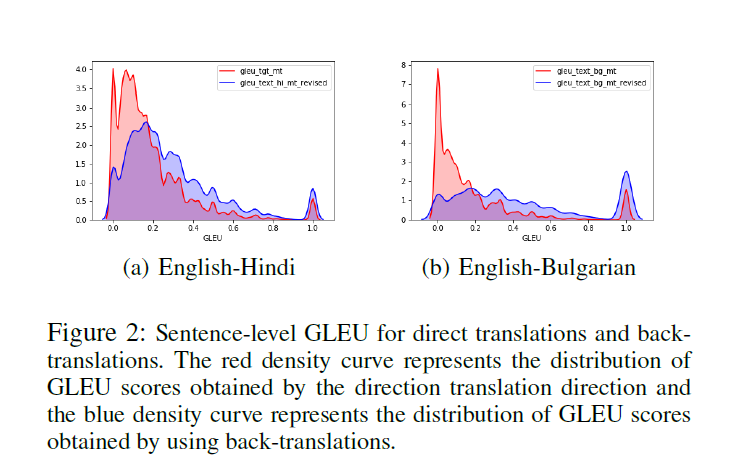 gleu_tgt_mt
gleu_text_hi_mt_revised
4.0
3.5
3.0
2.5
2.0
1.5
1.0
0.5
0.0
0.0 0.2 0.4 0.6 0.8 1.0
GLEU
(a) English-Hindi
gleu_text_bg_mt
gleu_text_bg_mt_revised
8
7
6
5
4
3
2
1
0
0.0 0.2 0.4 0.6 0.8 1.0
GLEU
(b) English-Bulgarian
Figure 2: Sentence-level GLEU for direct translations and back-
translations. The red density curve represents the distribution of
GLEU scores obtained by the direction translation direction and
the blue density curve represents the distribution of GLEU scores
obtained by using back-translations.